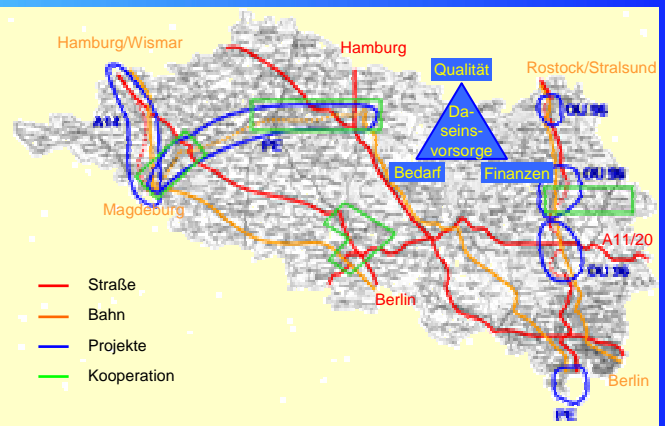 Hamburg/Wismar
Hamburg
Qualität
Rostock/Stralsund
A14
OU 96
PE
Da-
seins-
vorsorge
Bedarf
Finanzen
OU 96
Magdeburg
A11/20
OU 96
Straße
Bahn
Projekte
Kooperation
Berlin
Berlin
PE